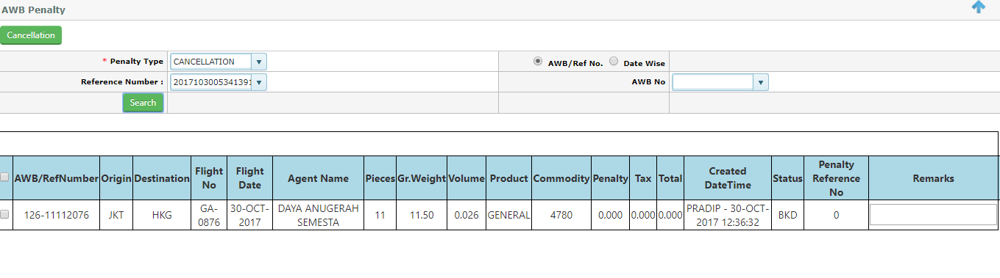 AWB Penalty
Cancellation
* Penalty Type CANCELLATION AWB/Ref No. Date Wise
Reference Number : 2017103005341391 AWB No
Search
AWB/RefNumber Origin Destination Flight No Flight Date Agent Name Pieces Gr.Weight Volume Product Commodity Penalty Tax Total Created DateTime Status Penalty Reference No Remarks
126-11112076 JKT HKG GA-0876 30-OCT-2017 DAYA ANUGERAH SEMESTA 11 11.50 0.026 GENERAL 4780 0.000 0.000 0.000 PRADIP - 30-OCT-2017 12:36:32 BKD 0